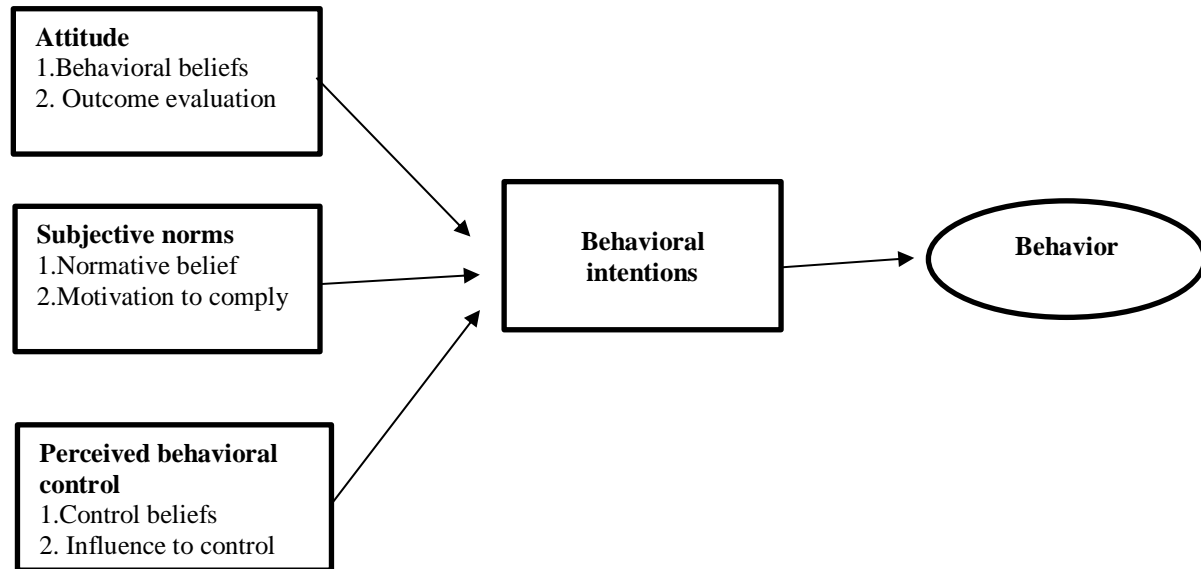 Attitude
1.Behavioral beliefs
2. Outcome evaluation
Subjective norms
1.Normative belief
2.Motivation to comply
Perceived behavioral
control
1.Control beliefs
2. Influence to control
Behavioral
intentions
Behavior